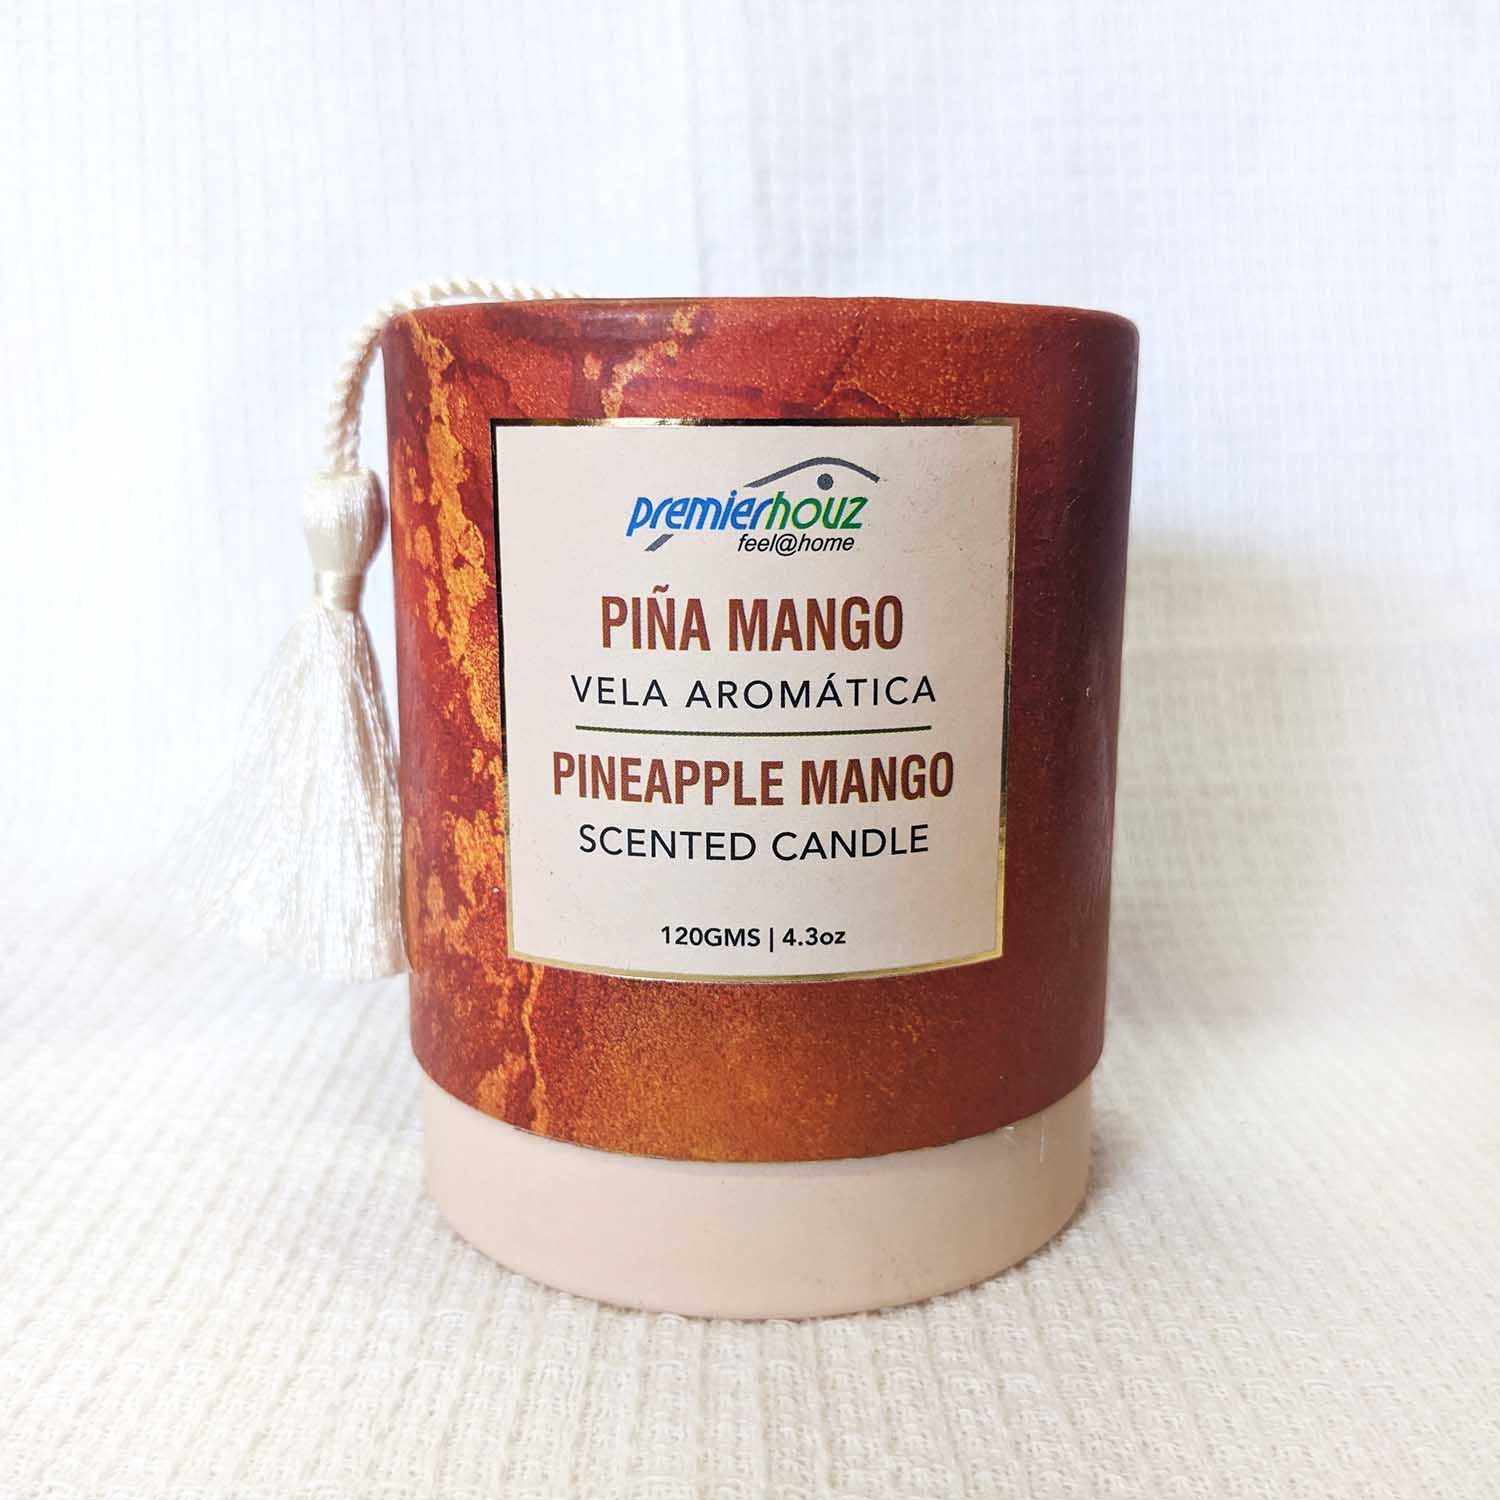 premierhouz
feel@home
PIÑA MANGO
VELA AROMÁTICA
PINEAPPLE MANGO
SCENTED CANDLE
120GMS | 4.3oz